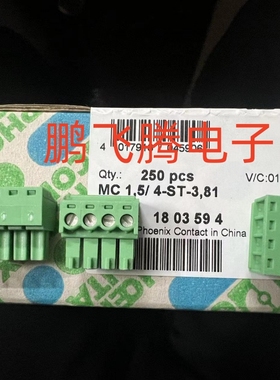 鹏飞腾电子
Qty.: 250 pcs V/C:01
MC 1,5/ 4-ST-3,81
18 03 59 4
Phoenix Contact in China